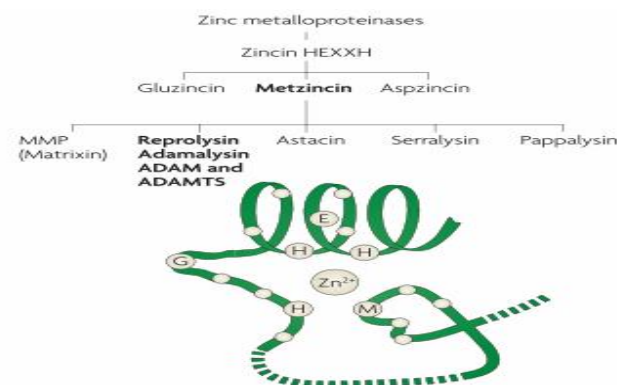 Zinc metalloproteinases
Zincin HEXXH
Gluzincin Metzincin Aspzincin
MMP (Matrixin)
Reprolysin Adamalysin ADAM and ADAMTS
Astacin
Serralysin
Pappalysin
E
H H
G
Zn²⁺
H M